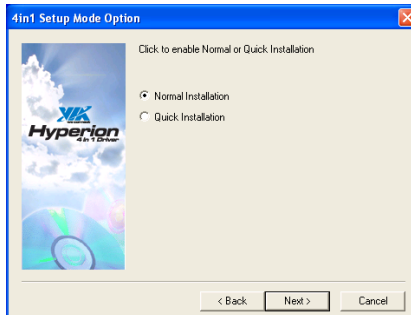 4in1 Setup Mode Option
Click to enable Normal or Quick Installation
Normal Installation
Quick Installation
VIA
Hyperion
4 in 1 Driver
< Back
Next >
Cancel